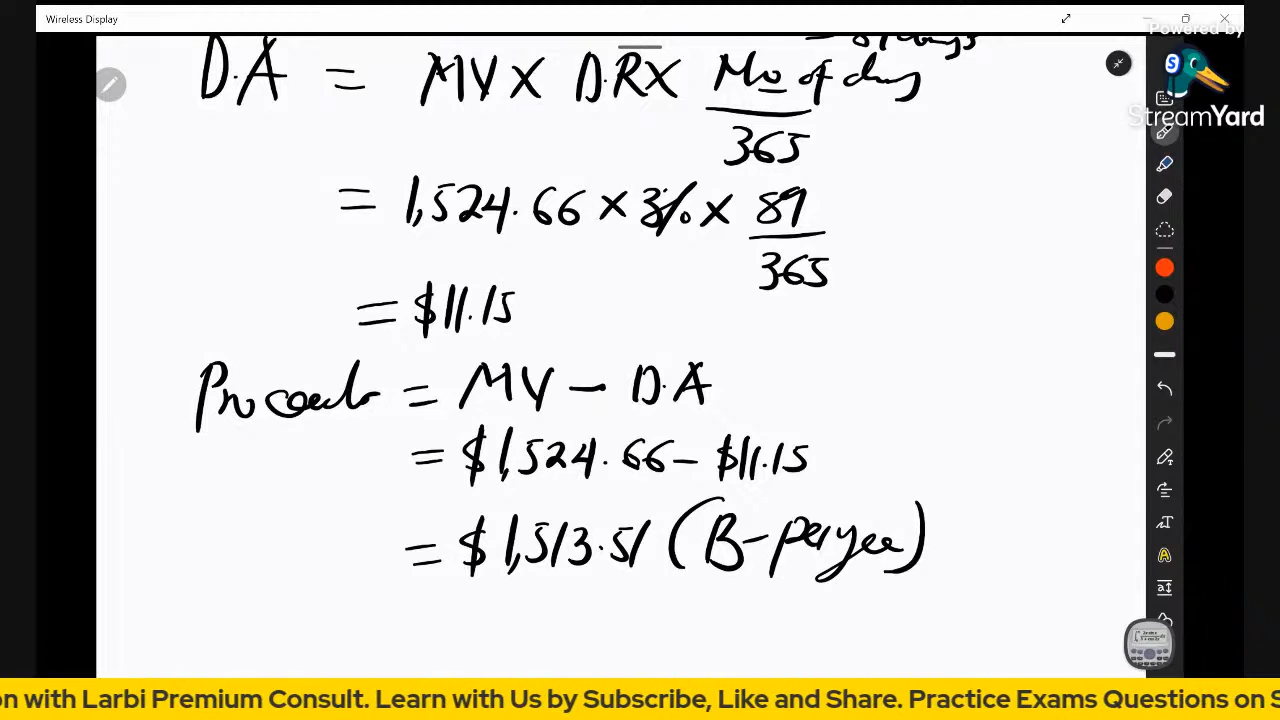 Wireless Display
Powered by
StreamYard
D.A = MV X D.RX No of days
365
= 1,524.66 × 3% × 89
365
= $11.15
Proceeds = MV - D.A
= $1,524.66 - $11.15
= $1,513.51 (B-payee)
on with Larbi Premium Consult. Learn with Us by Subscribe, Like and Share. Practice Exams Questions on S